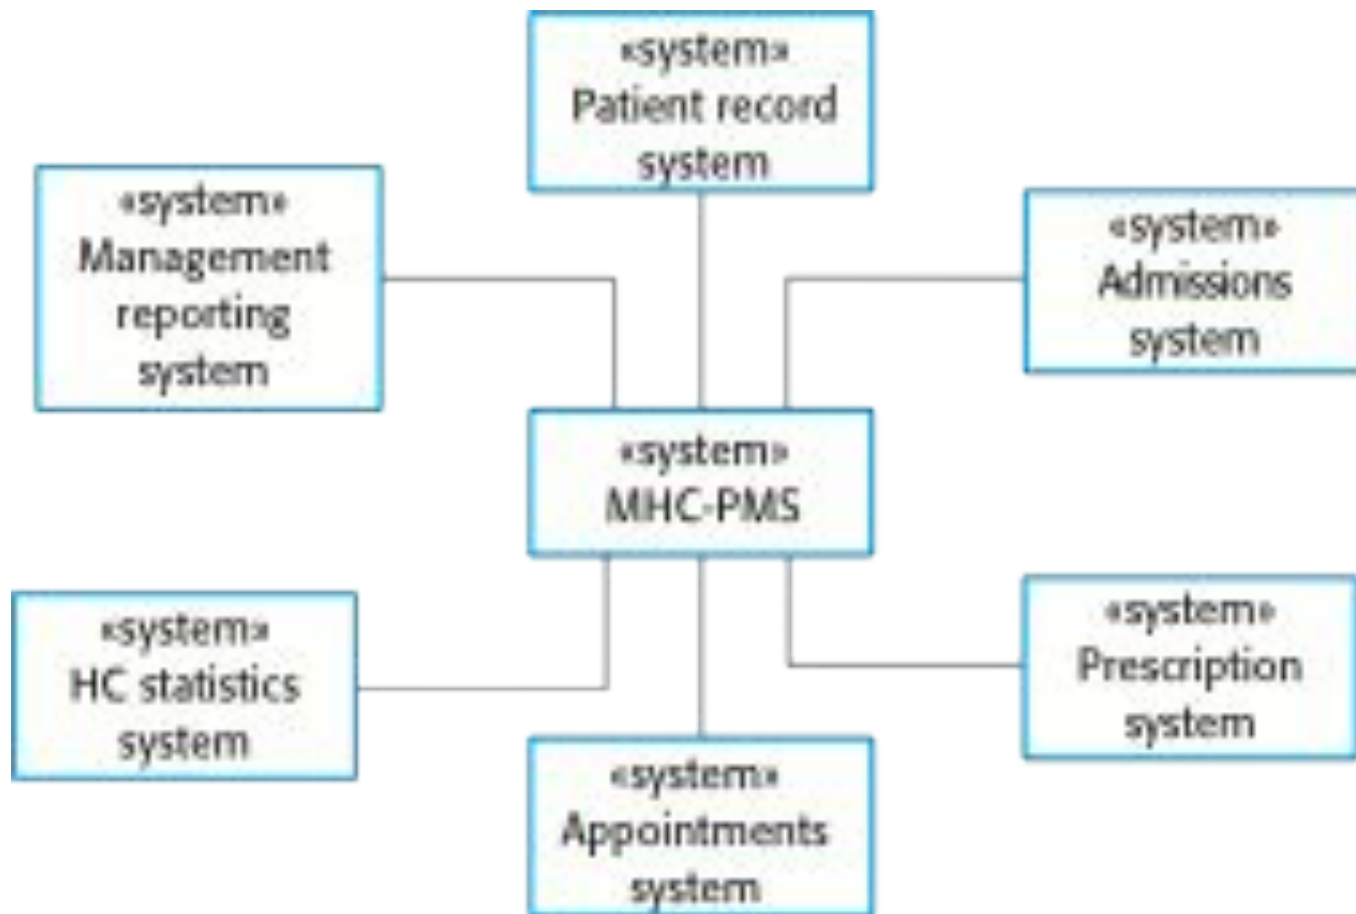 «system»
Patient record
system
«system»
Management
reporting
system
«system»
Admissions
system
«system»
MHC-PMS
«system»
HC statistics
system
«system»
Prescription
system
«system»
Appointments
system